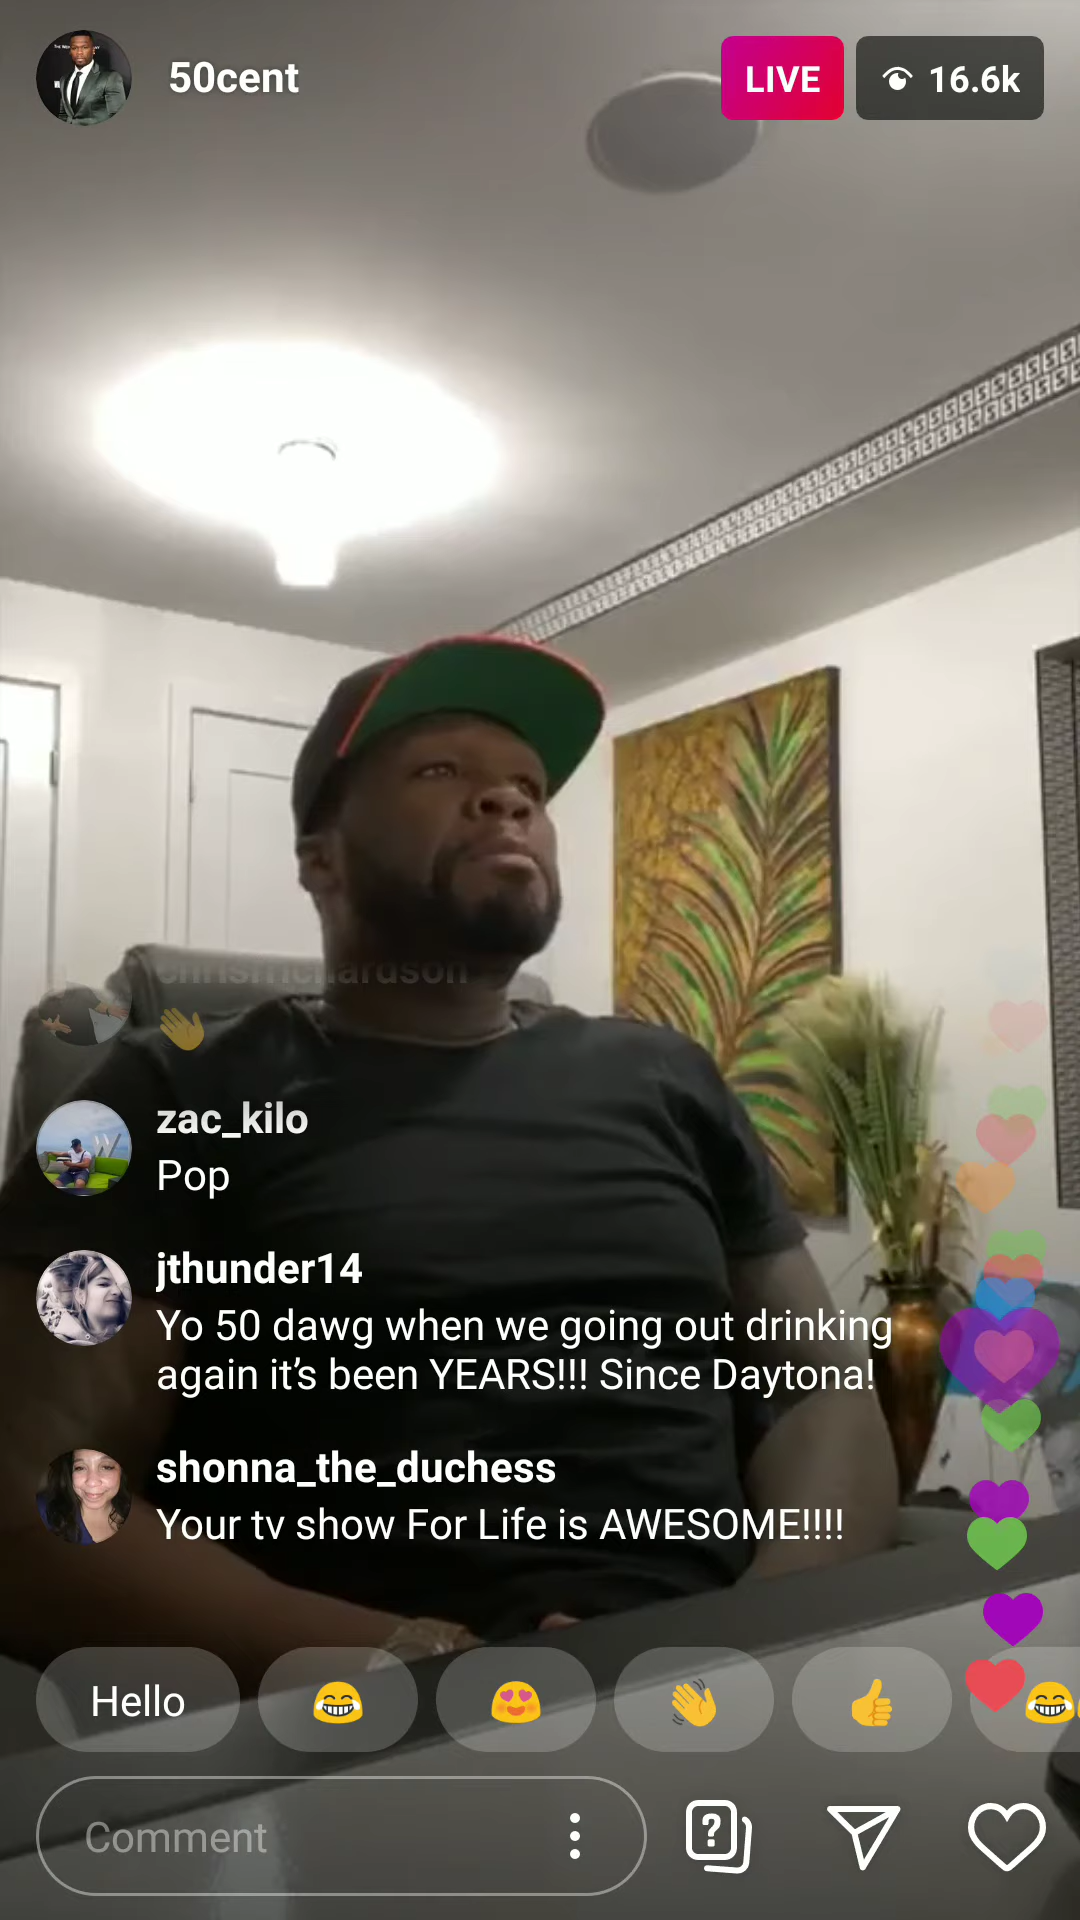 50cent
LIVE
16.6k
chrisrrichardson
zac_kilo
Pop
jthunder14
Yo 50 dawg when we going out drinking
again it's been YEARS!!! Since Daytona!
shonna_the_duchess
Your tv show For Life is AWESOME!!!!
Hello
Comment